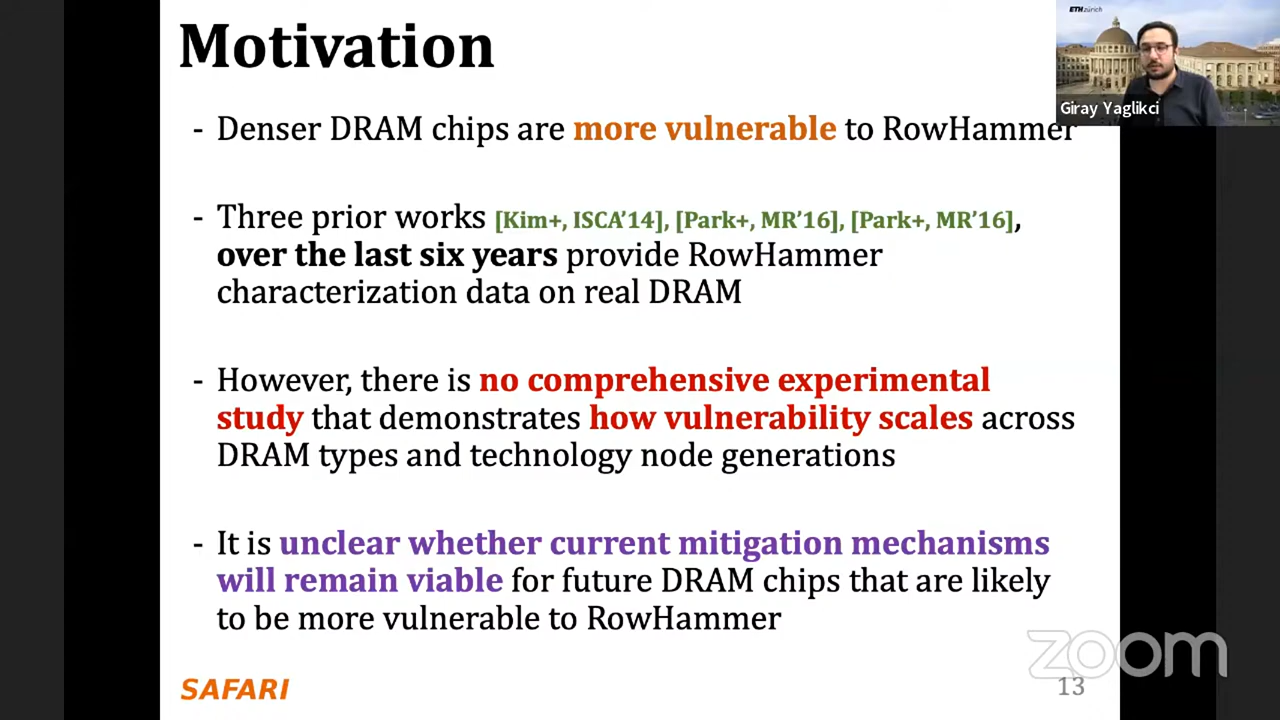 Motivation
ETH zürich
Giray Yaglikci
- Denser DRAM chips are more vulnerable to RowHammer
- Three prior works [Kim+, ISCA’14], [Park+, MR’16], [Park+, MR’16],
over the last six years provide RowHammer
characterization data on real DRAM
- However, there is no comprehensive experimental
study that demonstrates how vulnerability scales across
DRAM types and technology node generations
- It is unclear whether current mitigation mechanisms
will remain viable for future DRAM chips that are likely
to be more vulnerable to RowHammer
zoom
SAFARI
13